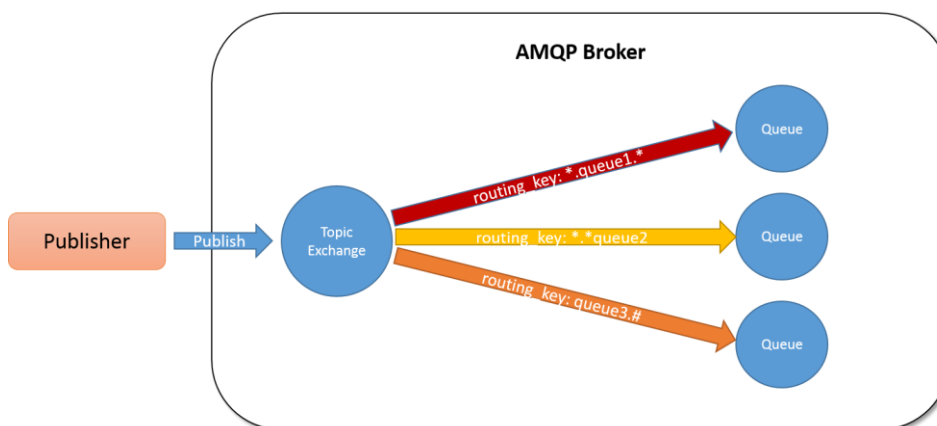 AMQP Broker
Queue
routing_key: *.queue1.*
Publisher
Publish
Topic
Exchange
routing_key: *.*queue2
Queue
routing_key: queue3.#
Queue